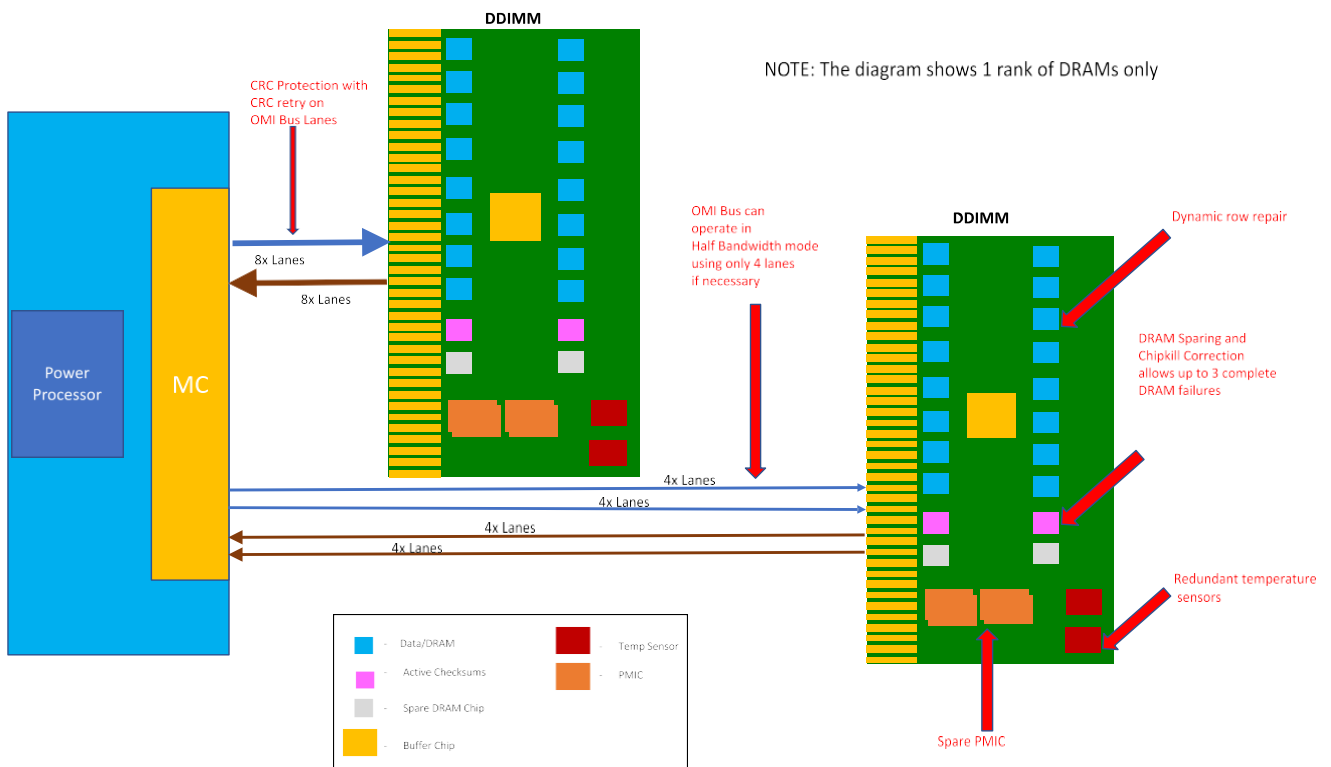 DDIMM
NOTE: The diagram shows 1 rank of DRAMs only
CRC Protection with
CRC retry on
OMI Bus Lanes
8x Lanes
8x Lanes
Power
Processor
MC
OMI Bus can
operate in
Half Bandwidth mode
using only 4 lanes
if necessary
DDIMM
Dynamic row repair
DRAM Sparing and
Chipkill Correction
allows up to 3 complete
DRAM failures
4x Lanes
4x Lanes
4x Lanes
4x Lanes
Redundant temperature
sensors
Spare PMIC
- Data/DRAM
- Active Checksums
- Spare DRAM Chip
- Buffer Chip
- Temp Sensor
- PMIC